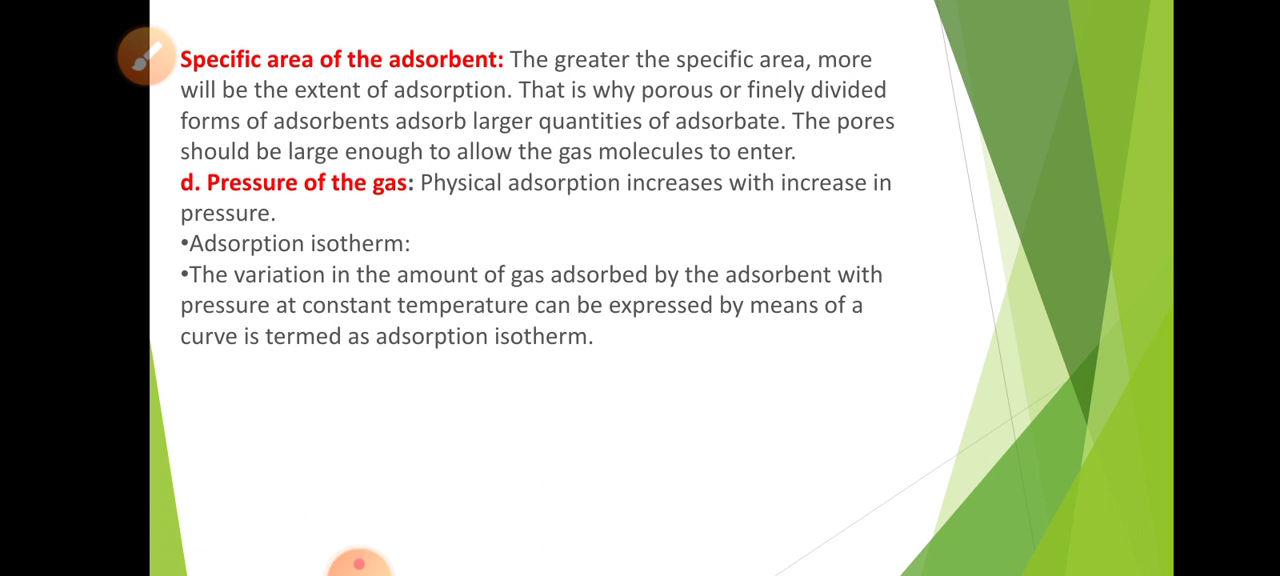 Specific area of the adsorbent: The greater the specific area, more
will be the extent of adsorption. That is why porous or finely divided
forms of adsorbents adsorb larger quantities of adsorbate. The pores
should be large enough to allow the gas molecules to enter.
d. Pressure of the gas: Physical adsorption increases with increase in
pressure.
•Adsorption isotherm:
•The variation in the amount of gas adsorbed by the adsorbent with
pressure at constant temperature can be expressed by means of a
curve is termed as adsorption isotherm.